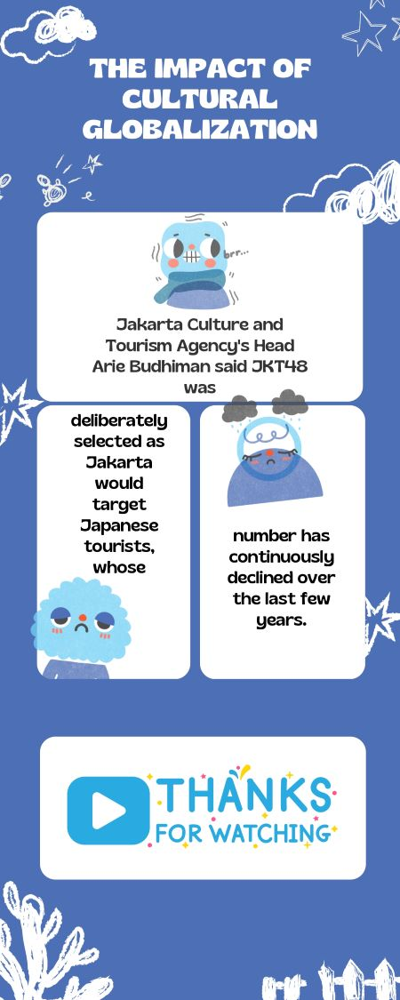 THE IMPACT OF
CULTURAL
GLOBALIZATION
brr...
Jakarta Culture and
Tourism Agency's Head
Arie Budhiman said JKT48
was
deliberately
selected as
Jakarta
would
target
Japanese
tourists,
whose
number has
continuously
declined over
the last few
years.
THANKS
FOR WATCHING